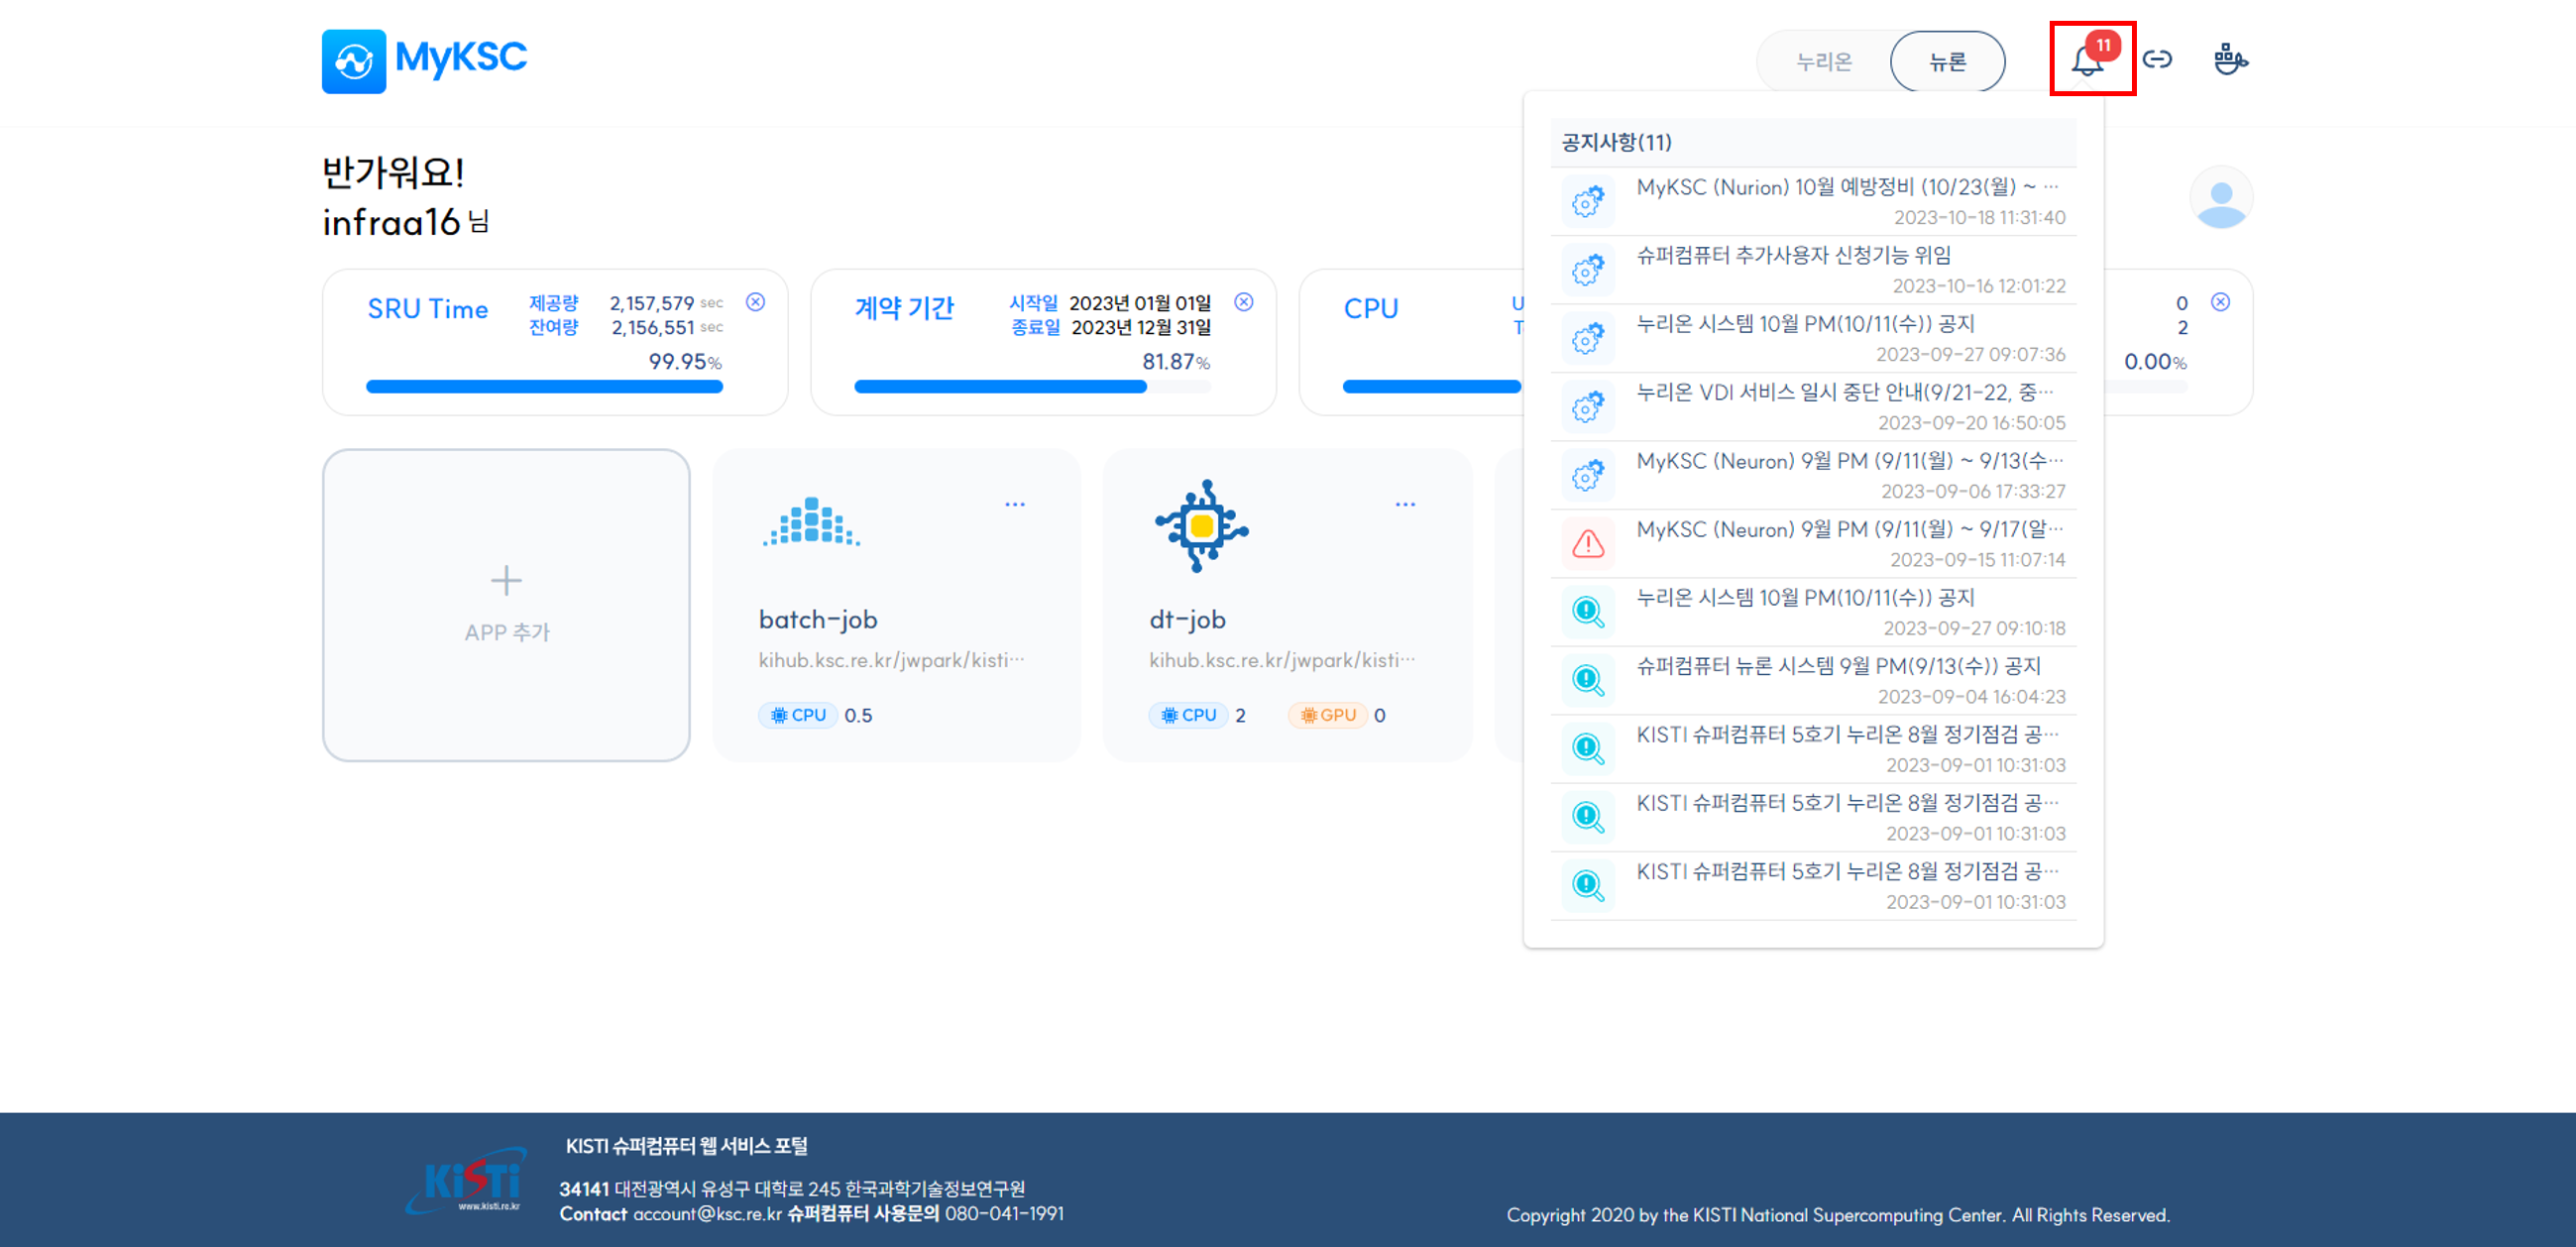 MyKSC
누리온
뉴론
11
반가워요!
infraa16 님
SRU Time
제공량 2,157,579 sec
잔여량 2,156,551 sec
99.95%
계약 기간
시작일 2023년 01월 01일
종료일 2023년 12월 31일
81.87%
CPU
U
T
0
2
0.00%
공지사항(11)
MyKSC (Nurion) 10월 예방정비 (10/23(월) ~ ···
2023-10-18 11:31:40
슈퍼컴퓨터 추가사용자 신청기능 위임
2023-10-16 12:01:22
누리온 시스템 10월 PM(10/11(수)) 공지
2023-09-27 09:07:36
누리온 VDI 서비스 일시 중단 안내(9/21-22, 중···
2023-09-20 16:50:05
MyKSC (Neuron) 9월 PM (9/11(월) ~ 9/13(수···
2023-09-06 17:33:27
MyKSC (Neuron) 9월 PM (9/11(월) ~ 9/17(알···
2023-09-15 11:07:14
누리온 시스템 10월 PM(10/11(수)) 공지
2023-09-27 09:10:18
슈퍼컴퓨터 뉴론 시스템 9월 PM(9/13(수)) 공지
2023-09-04 16:04:23
KISTI 슈퍼컴퓨터 5호기 누리온 8월 정기점검 공···
2023-09-01 10:31:03
KISTI 슈퍼컴퓨터 5호기 누리온 8월 정기점검 공···
2023-09-01 10:31:03
KISTI 슈퍼컴퓨터 5호기 누리온 8월 정기점검 공···
2023-09-01 10:31:03
APP 추가
batch-job
kihub.ksc.re.kr/jwpark/kisti···
CPU 0.5
dt-job
kihub.ksc.re.kr/jwpark/kisti···
CPU 2 GPU 0
KiSTi
www.kisti.re.kr
KISTI 슈퍼컴퓨터 웹 서비스 포털
34141 대전광역시 유성구 대학로 245 한국과학기술정보연구원
Contact account@ksc.re.kr 슈퍼컴퓨터 사용문의 080-041-1991
Copyright 2020 by the KISTI National Supercomputing Center. All Rights Reserved.